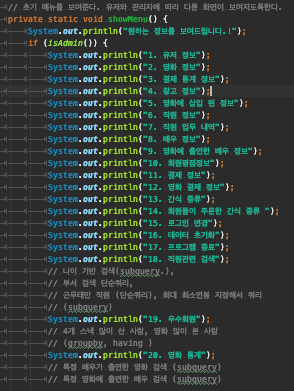 // 초기 메뉴를 보여준다. 유저와 관리자에 따라 다른 화면이 보여지도록한다.
private static void showMenu() {
System.out.println("원하는 정보를 보여드립니다.!");
if (isAdmin()) {
System.out.println("1. 유저 정보");
System.out.println("2. 영화 정보");
System.out.println("3. 결제 통계 정보");
System.out.println("4. 광고 정보");
System.out.println("5. 영화에 삽입 된 정보");
System.out.println("6. 직원 정보");
System.out.println("7. 직원 업무 내역");
System.out.println("8. 배우 정보");
System.out.println("9. 영화에 출연한 배우 정보");
System.out.println("10. 회원평점정보");
System.out.println("11. 결제 정보");
System.out.println("12. 영화 결제 정보");
System.out.println("13. 간식 종류");
System.out.println("14. 회원들이 주문한 간식 종류 ");
System.out.println("15. 로그인 변경");
System.out.println("16. 데이터 초기화");
System.out.println("17. 프로그램 종료");
System.out.println("18. 직원관련 검색");
// 나이 기반 검색(subquery.),
// 부서 검색 단순쿼리,
// 근무태만 직원 (단순쿼리), 최대 최소연봉 지정해서 쿼리
// (subquery)
System.out.println("19. 우수회원");
// 4개 스낵 많이 산 사람, 영화 많이 본 사람
// (groupby, having )
System.out.println("20. 영화 통계");
// 특정 배우가 출연한 영화 검색 (subquery)
// 특정 영화에 출연한 배우 검색 (subquery)